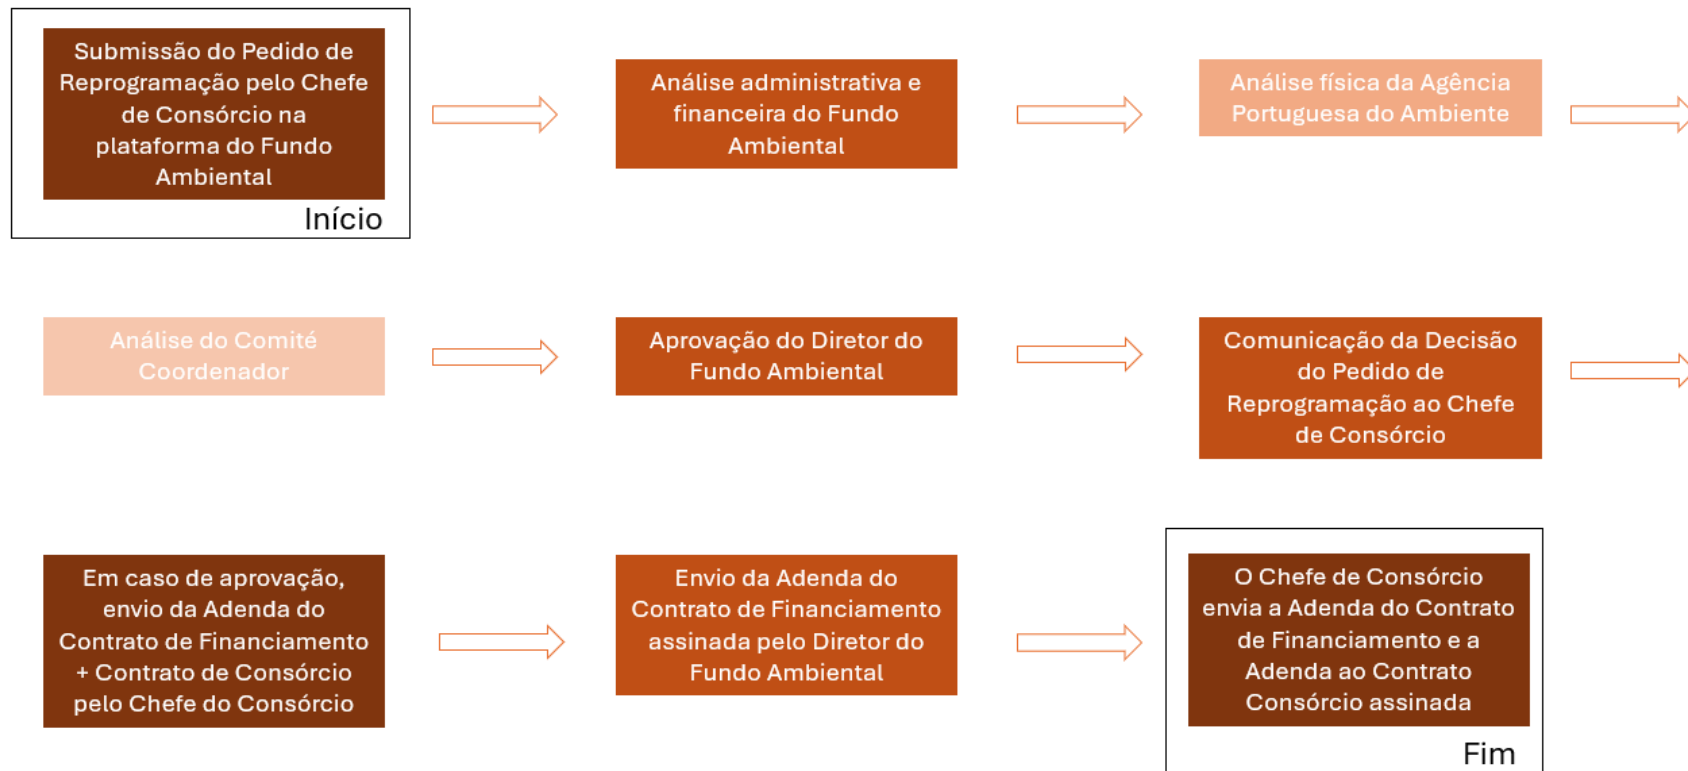 Submissão do Pedido de
Reprogramação pelo Chefe
de Consórcio na
plataforma do Fundo
Ambiental
Início
Análise administrativa e
financeira do Fundo
Ambiental
Análise física da Agência
Portuguesa do Ambiente
Análise do Comité
Coordenador
Aprovação do Diretor do
Fundo Ambiental
Comunicação da Decisão
do Pedido de
Reprogramação ao Chefe
de Consórcio
Em caso de aprovação,
envio da Adenda do
Contrato de Financiamento
+ Contrato de Consórcio
pelo Chefe do Consórcio
Envio da Adenda do
Contrato de Financiamento
assinada pelo Diretor do
Fundo Ambiental
O Chefe de Consórcio
envia a Adenda do Contrato
de Financiamento e a
Adenda ao Contrato
Consórcio assinada
Fim